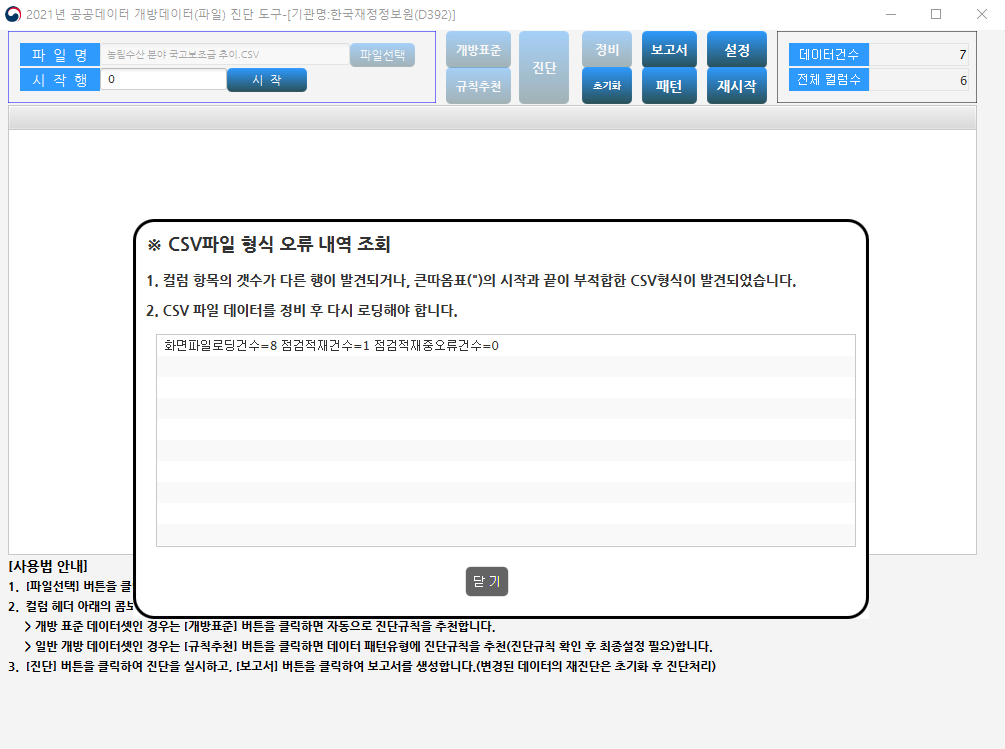 2021년 공공데이터 개방데이터(파일) 진단 도구-[기관명:한국재정정보원(D392)]
파 일 명 농림수산 분야 국고보조금 추이.CSV 파일선택
시 작 행 0 시 작
개방표준 진단 정비 보고서 설정
규칙추천 초기화 패턴 재시작
데이터건수 7
전체 컬럼수 6
※ CSV파일 형식 오류 내역 조회
1. 컬럼 항목의 갯수가 다른 행이 발견되거나, 큰따옴표(")의 시작과 끝이 부적합한 CSV형식이 발견되었습니다.
2. CSV 파일 데이터를 정비 후 다시 로딩해야 합니다.
화면파일로딩건수=8 점검적재건수=1 점검적재중오류건수=0
닫 기
[사용법 안내]
1. [파일선택] 버튼을 클
2. 컬럼 헤더 아래의 콤보
> 개방 표준 데이터셋인 경우는 [개방표준] 버튼을 클릭하면 자동으로 진단규칙을 추천합니다.
> 일반 개방 데이터셋인 경우는 [규칙추천] 버튼을 클릭하면 데이터 패턴유형에 진단규칙을 추천(진단규칙 확인 후 최종설정 필요)합니다.
3. [진단] 버튼을 클릭하여 진단을 실시하고, [보고서] 버튼을 클릭하여 보고서를 생성합니다.(변경된 데이터의 재진단은 초기화 후 진단처리)